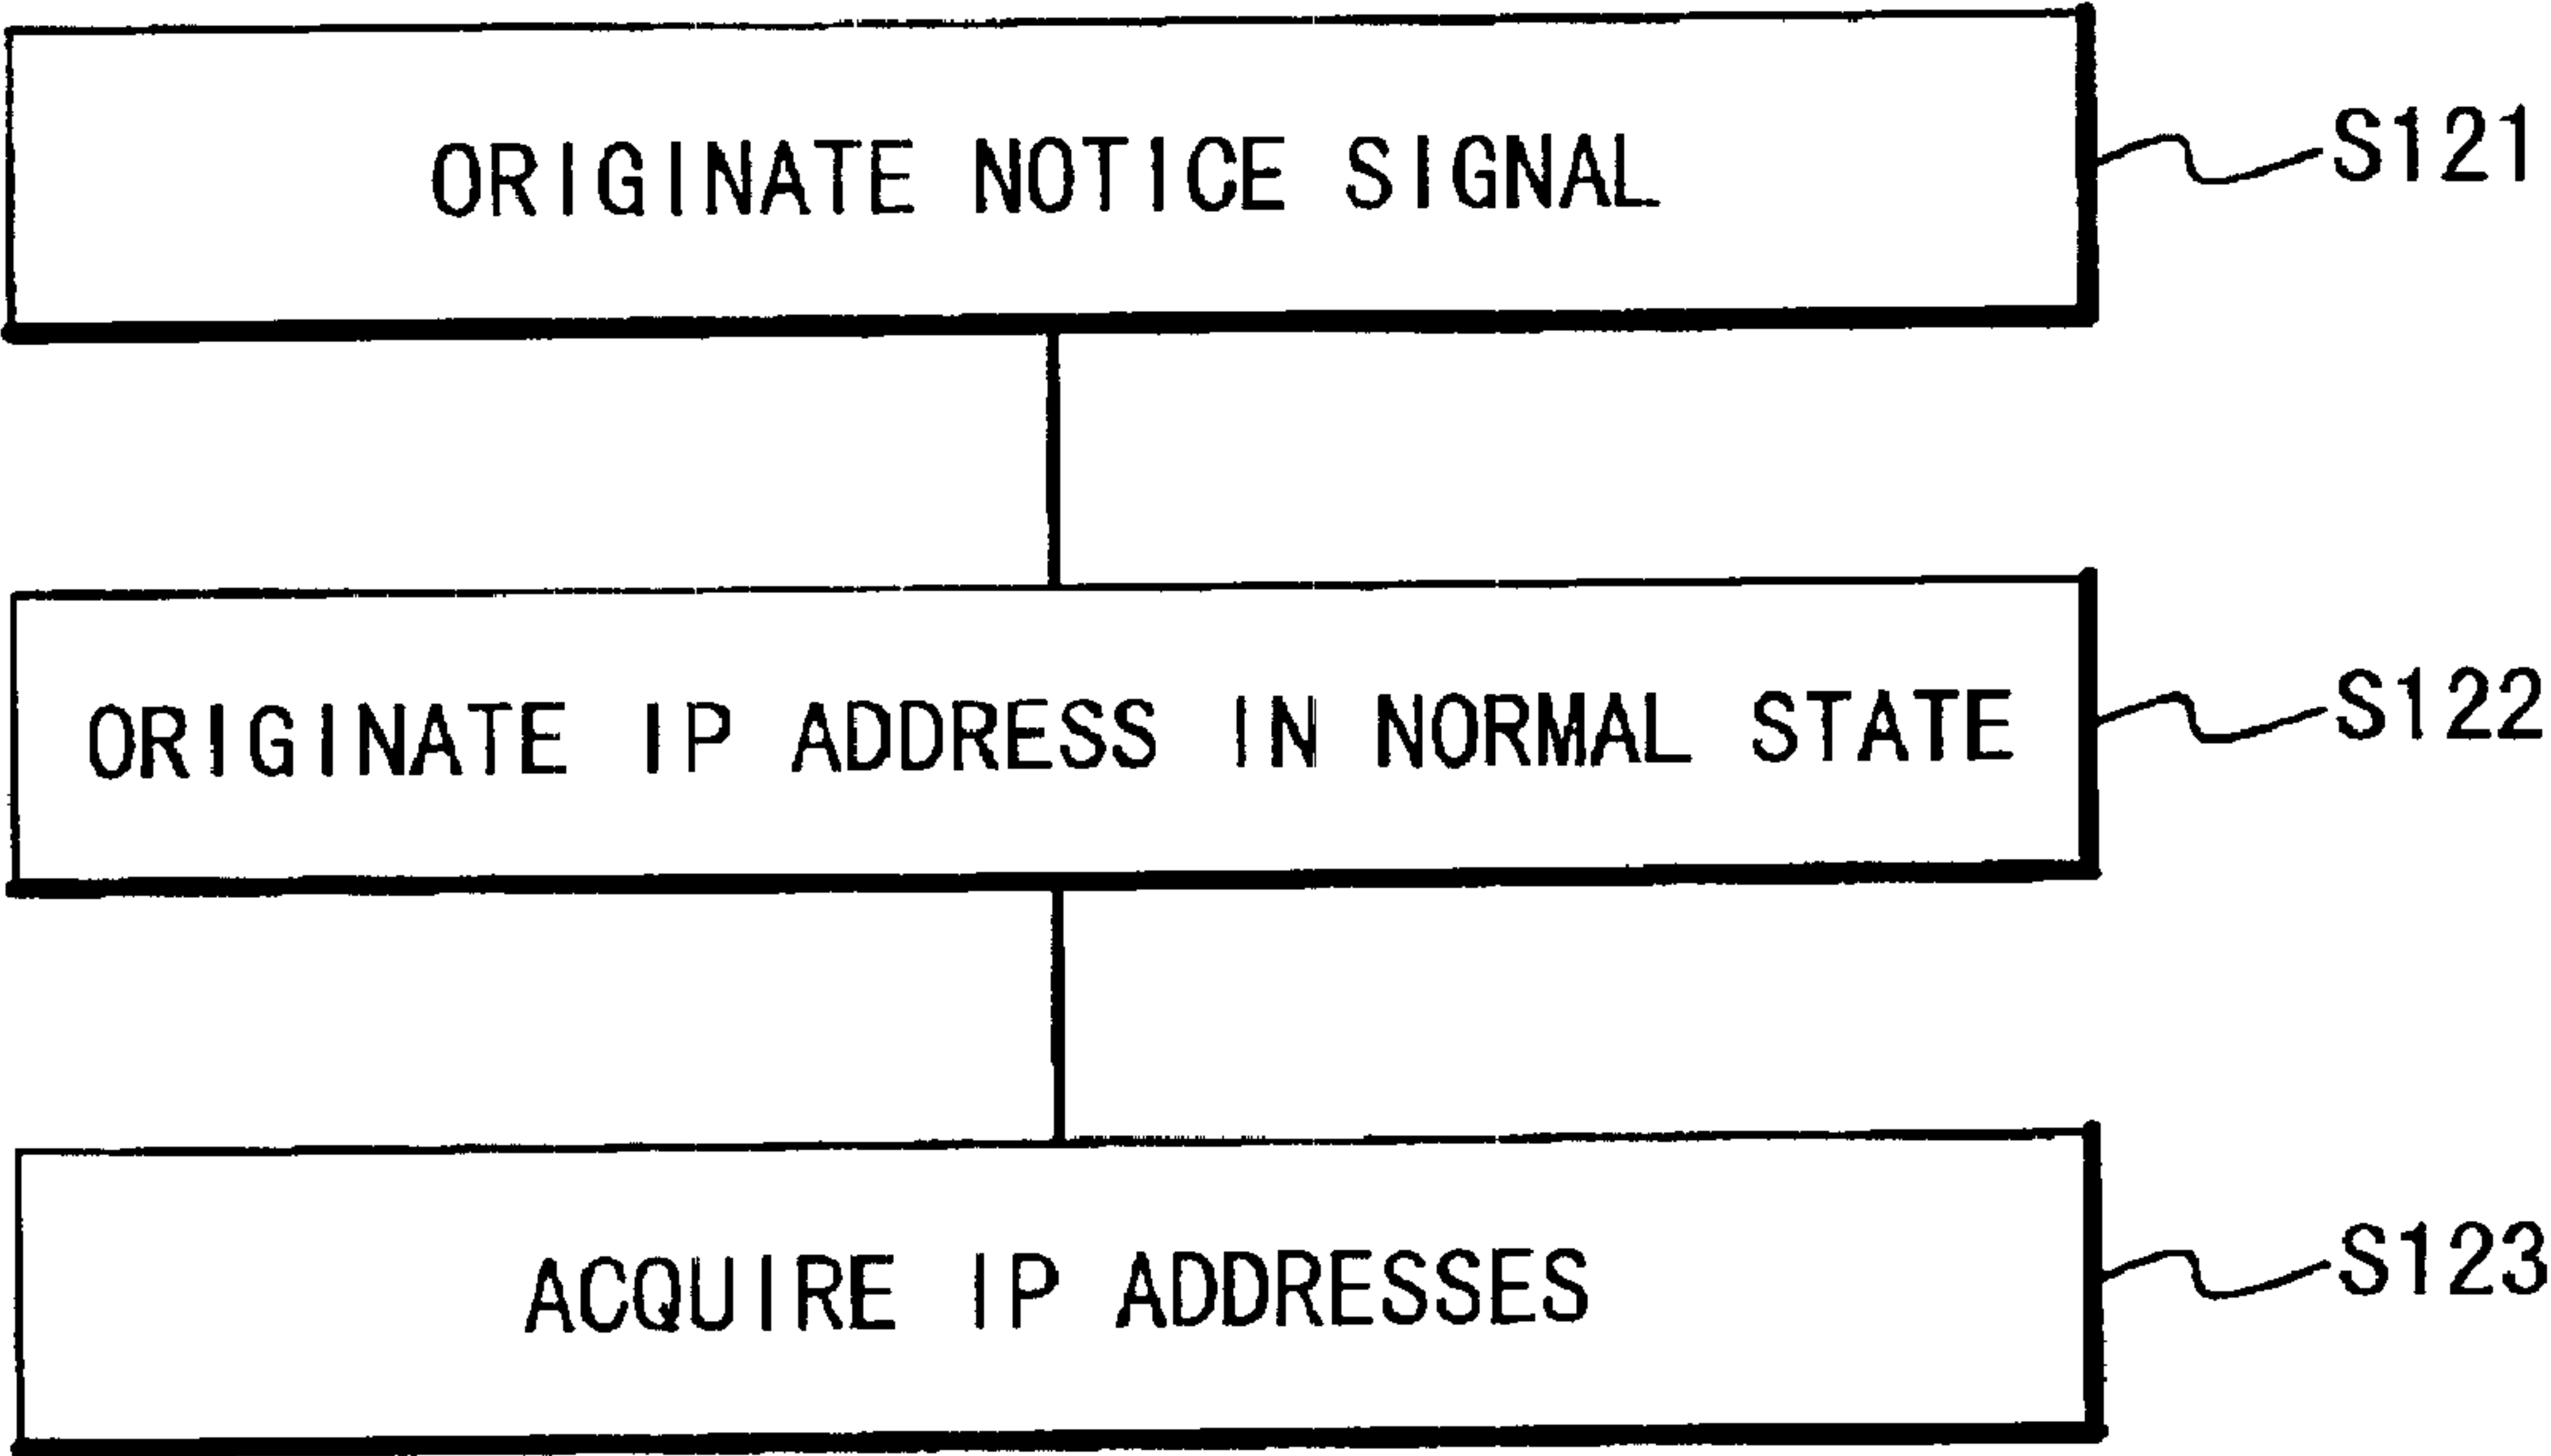 ORIGINATE NOTICE SIGNAL
S121
ORIGINATE IP ADDRESS IN NORMAL STATE
S122
ACQUIRE IP ADDRESSES
S123